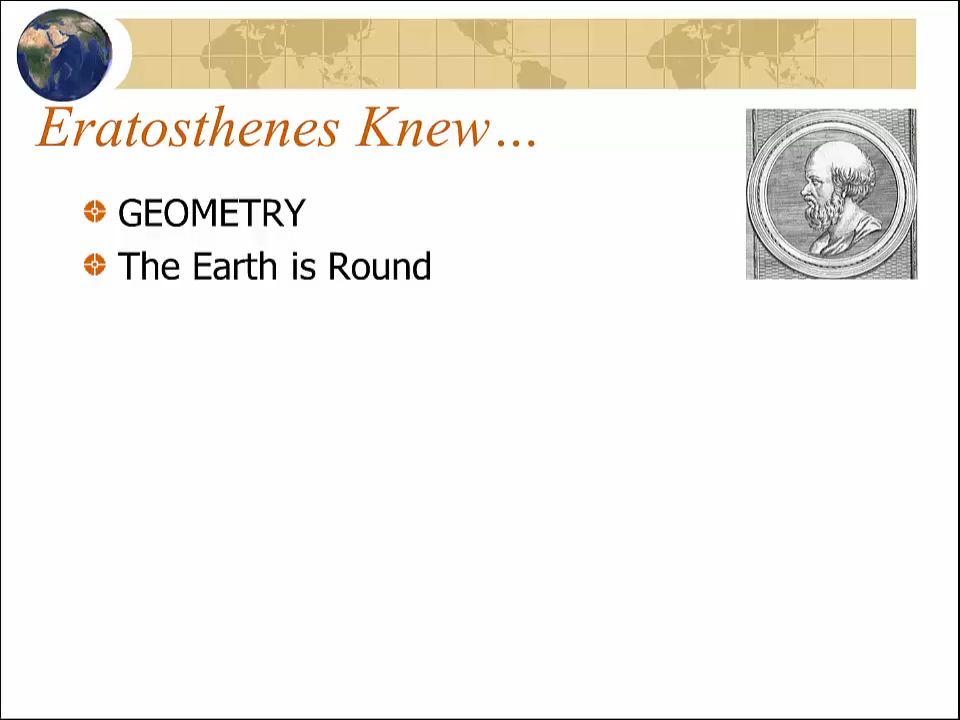 Eratosthenes Knew…
GEOMETRY
The Earth is Round